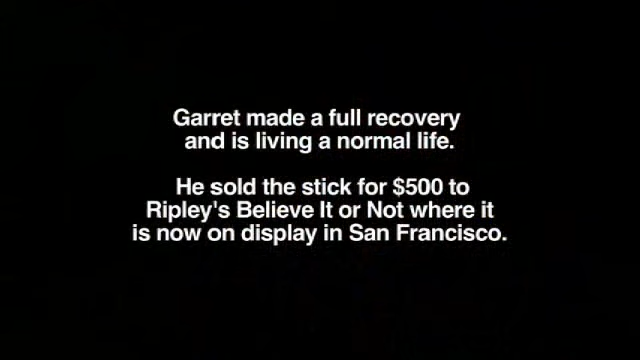 Garret made a full recovery
and is living a normal life.
He sold the stick for $500 to
Ripley's Believe It or Not where it
is now on display in San Francisco.